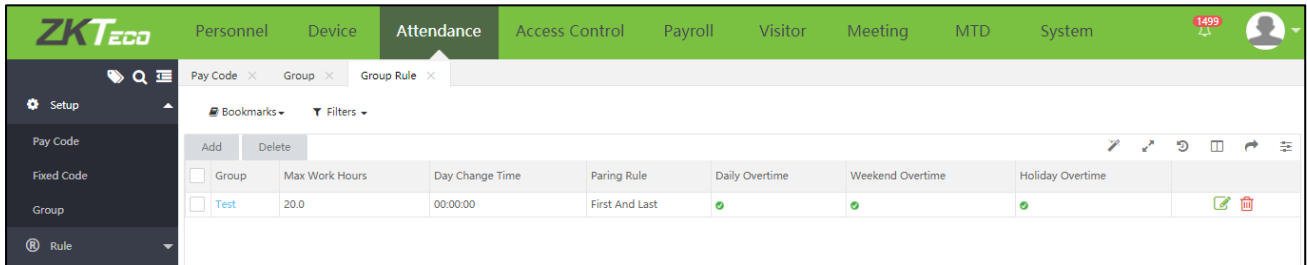 ZKTECO Personnel Device Attendance Access Control Payroll Visitor Meeting MTD System 1499
Pay Code Group Group Rule
Setup
Bookmarks Filters
Pay Code
Add Delete
Fixed Code
Group Max Work Hours Day Change Time Paring Rule Daily Overtime Weekend Overtime Holiday Overtime
Group
Test 20.0 00:00:00 First And Last
® Rule